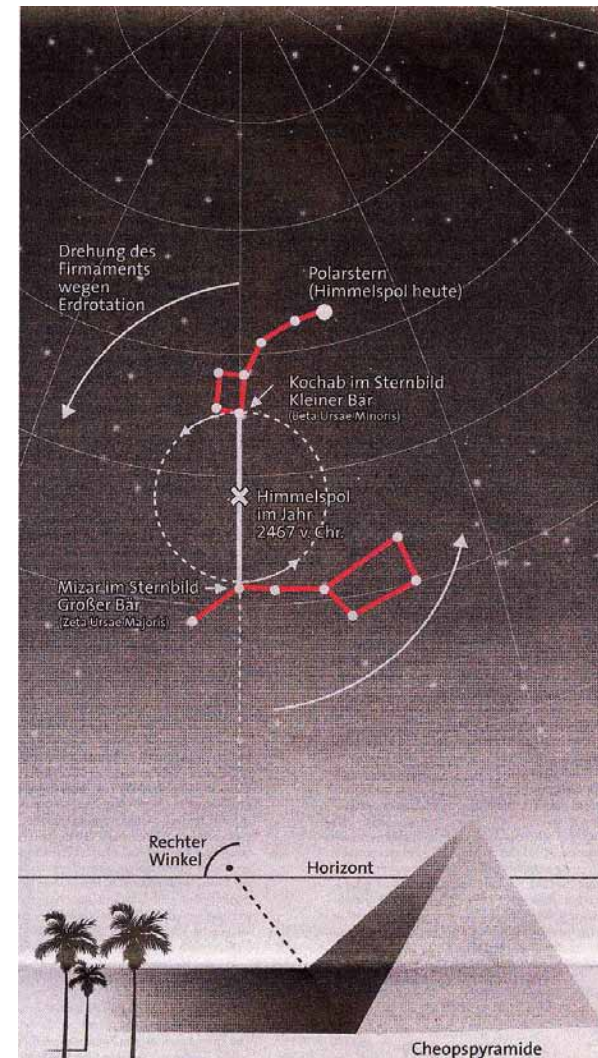 Drehung des
Firmaments
wegen
Erdrotation
Polarstern
(Himmelspol heute)
Kochab im Sternbild
Kleiner Bär
(Beta Ursae Minoris)
Himmelspol
im Jahr
2467 v. Chr.
Mizar im Sternbild
Großer Bär
(Zeta Ursae Majoris)
Rechter
Winkel
Horizont
Cheopspyramide